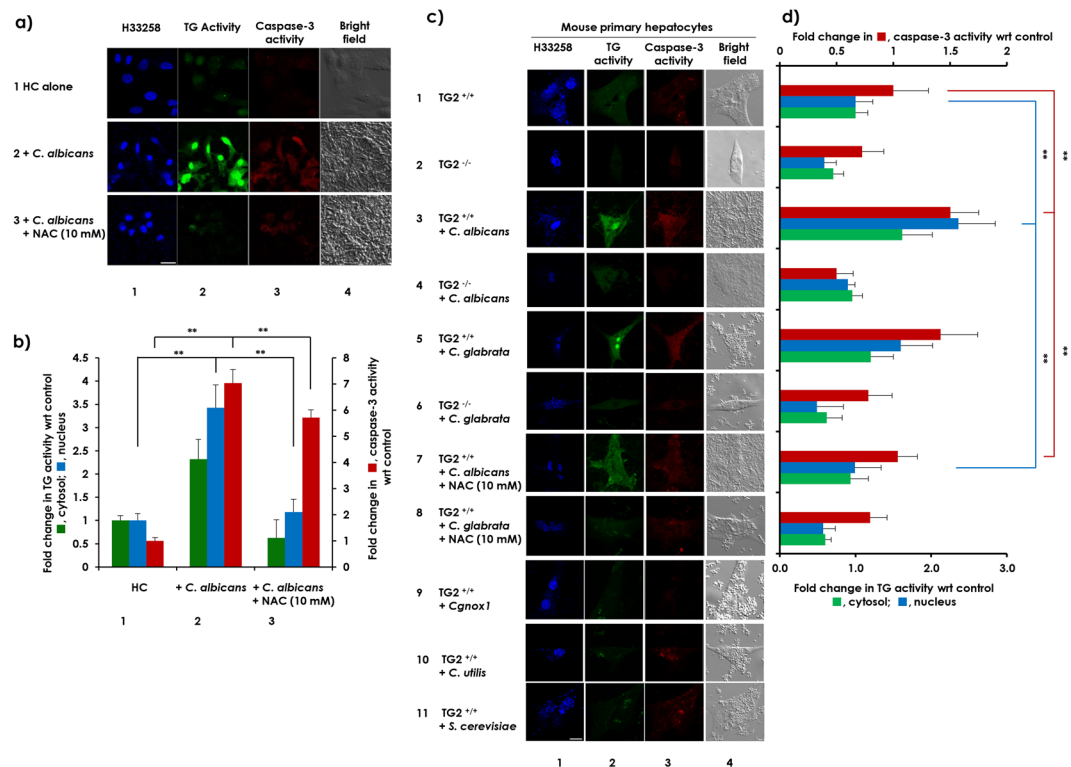 a)
H33258
TG Activity
Caspase-3
activity
Bright
field
1 HC alone
2 + C. albicans
3 + C. albicans
+ NAC (10 mM)
1
2
3
4
b)
**
**
**
**
4.5
4
3.5
3
2.5
2
1.5
1
0.5
0
8
7
6
5
4
3
2
1
0
Fold change in TG activity wrt control
, cytosol; , nucleus
Fold change in , caspase-3 activity
wrt control
HC
+ C. albicans
+ C. albicans
+ NAC (10 mM)
1
2
3
c)
Mouse primary hepatocytes
H33258
TG
activity
Caspase-3
activity
Bright
field
1 TG2 +/+
2 TG2 -/-
3 TG2 +/+
+ C. albicans
4 TG2 -/-
+ C. albicans
5 TG2 +/+
+ C. glabrata
6 TG2 -/-
+ C. glabrata
7 TG2 +/+
+ C. albicans
+ NAC (10 mM)
8 TG2 +/+
+ C. glabrata
+ NAC (10 mM)
9 TG2 +/+
+ Cgnox1
10 TG2 +/+
+ C. utilis
11 TG2 +/+
+ S. cerevisiae
1
2
3
4
d)
Fold change in , caspase-3 activity wrt control
0
0.5
1
1.5
2
**
**
**
**
0.0
1.0
2.0
3.0
Fold change in TG activity wrt control
, cytosol; , nucleus